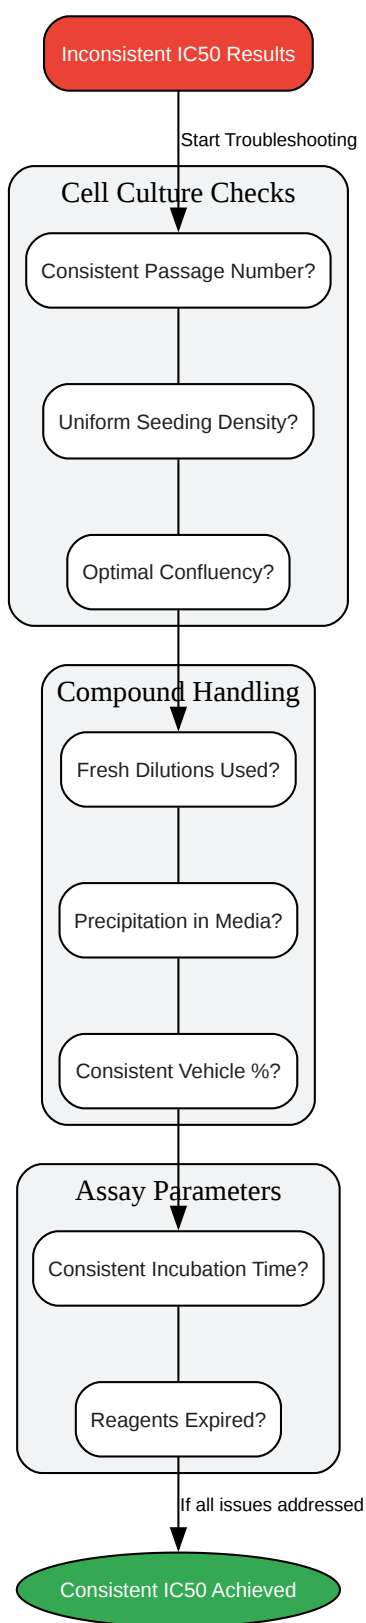 Inconsistent IC50 Results
Start Troubleshooting
Cell Culture Checks
Consistent Passage Number?
Uniform Seeding Density?
Optimal Confluency?
Compound Handling
Fresh Dilutions Used?
Precipitation in Media?
Consistent Vehicle %?
Assay Parameters
Consistent Incubation Time?
Reagents Expired?
If all issues addressed
Consistent IC50 Achieved